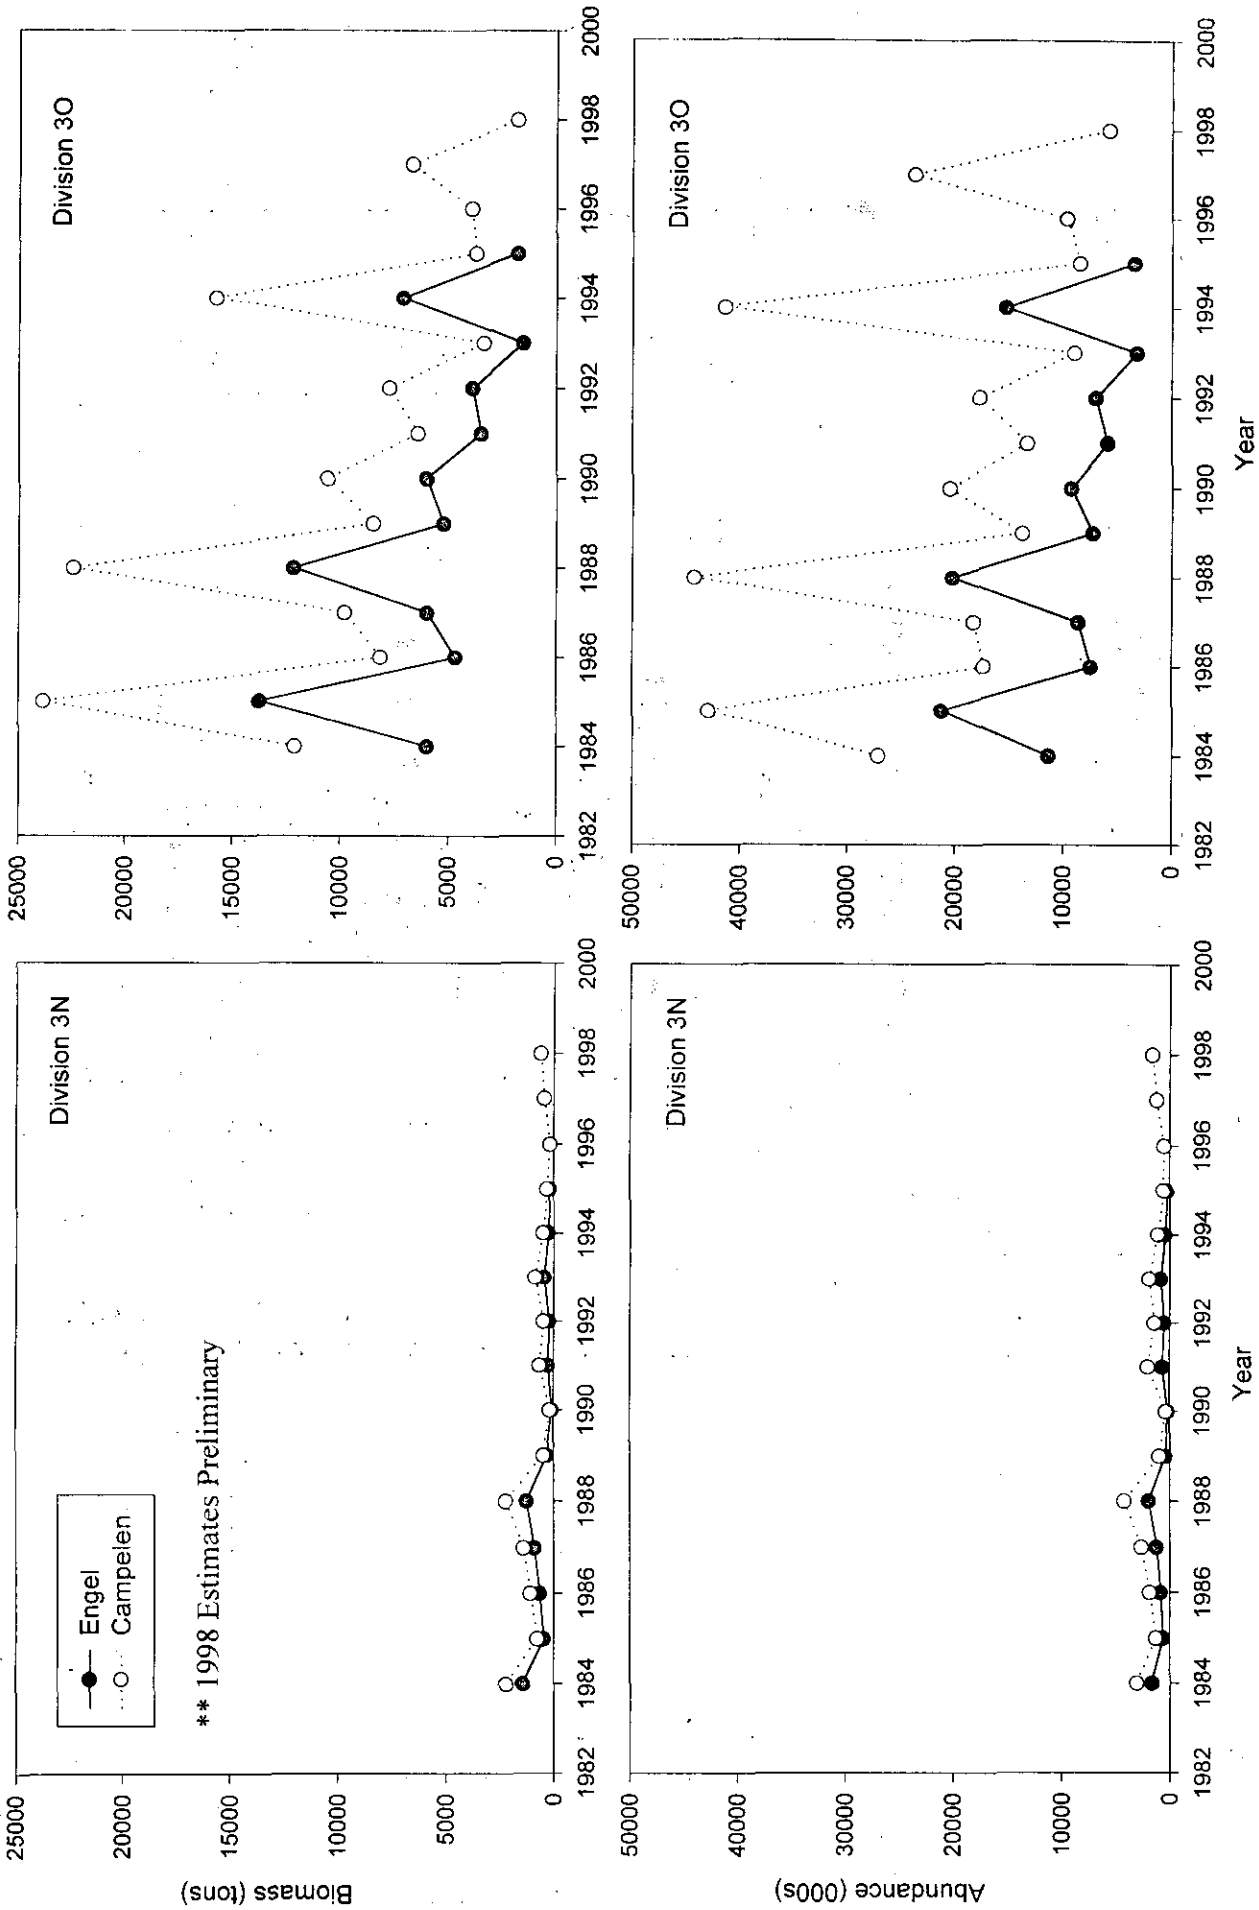 Division 3N
Engel
Campelen
** 1998 Estimates Preliminary
Biomass (tons)
25000
20000
15000
10000
5000
0
1982 1984 1986 1988 1990 1992 1994 1996 1998 2000
Division 3O
25000
20000
15000
10000
5000
0
1982 1984 1986 1988 1990 1992 1994 1996 1998 2000
Division 3N
Abundance (000s)
50000
40000
30000
20000
10000
0
1982 1984 1986 1988 1990 1992 1994 1996 1998 2000
Year
Division 3O
50000
40000
30000
20000
10000
0
1982 1984 1986 1988 1990 1992 1994 1996 1998 2000
Year